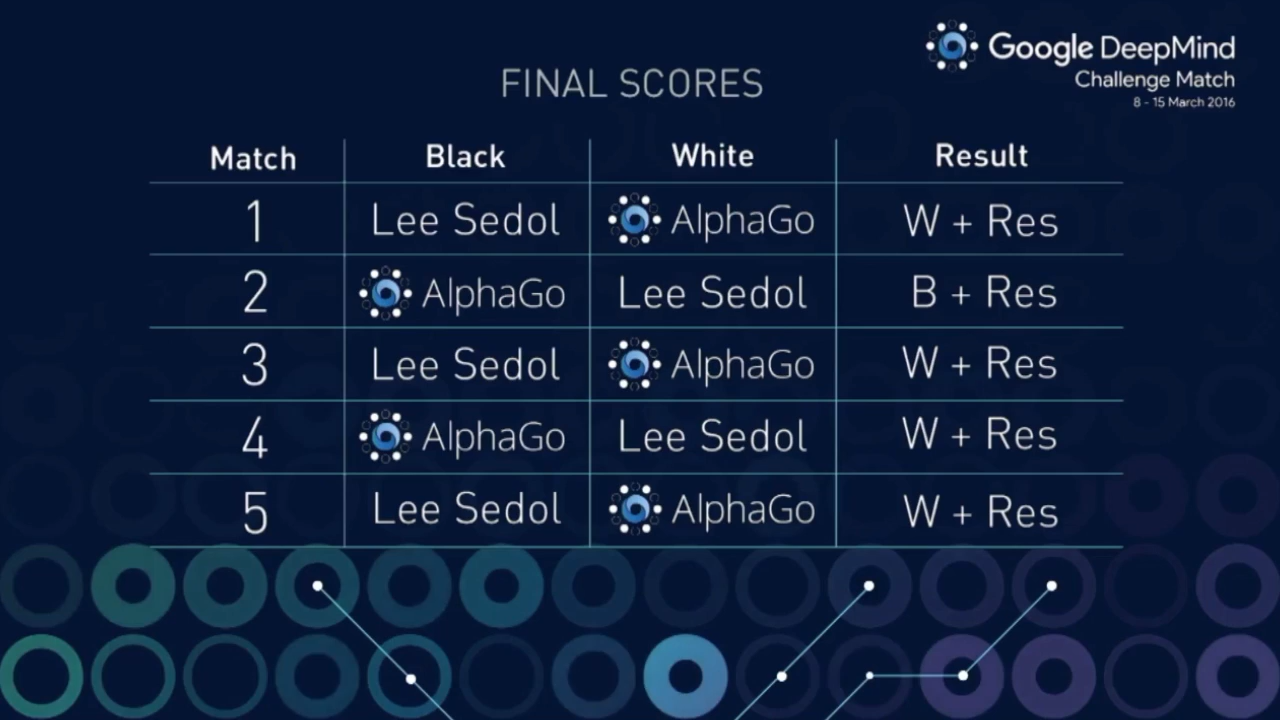 Google DeepMind
Challenge Match
8 - 15 March 2016
FINAL SCORES
Match Black White Result
1 Lee Sedol AlphaGo W + Res
2 AlphaGo Lee Sedol B + Res
3 Lee Sedol AlphaGo W + Res
4 AlphaGo Lee Sedol W + Res
5 Lee Sedol AlphaGo W + Res